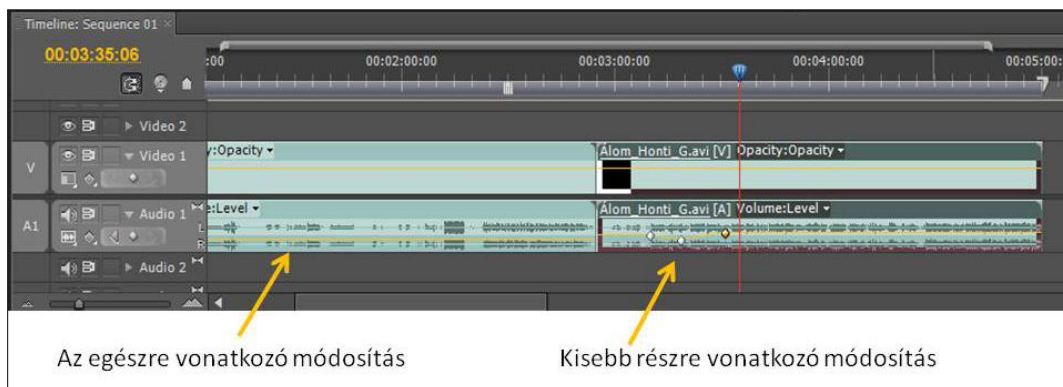 Timeline: Sequence 01 ×
00:03:35:06
:00 00:02:00:00 00:03:00:00 00:04:00:00 00:05:00:
Video 2
V Video 1 y:Opacity Álom_Honti_G.avi [V] Opacity:Opacity
A1 Audio 1 e:Level Álom_Honti_G.avi [A] Volume:Level
L
R
Audio 2
Az egészre vonatkozó módosítás Kisebb részre vonatkozó módosítás